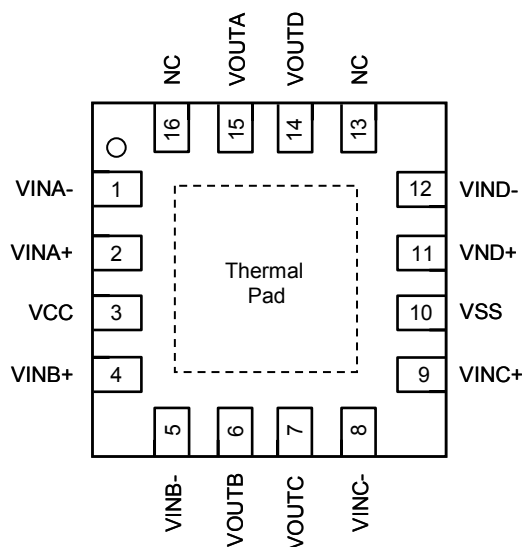 NC
VOUTA
VOUTD
NC
16
15
14
13
VINA-
1
12
VIND-
VINA+
2
11
VND+
Thermal
Pad
VCC
3
10
VSS
VINB+
4
9
VINC+
5
6
7
8
VINB-
VOUTB
VOUTC
VINC-